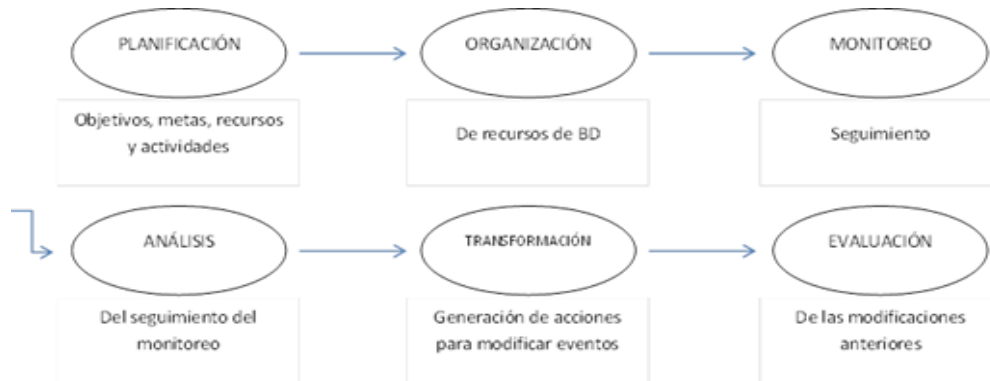 PLANIFICACIÓN
ORGANIZACIÓN
MONITOREO
Objetivos, metas, recursos
y actividades
De recursos de BD
Seguimiento
ANÁLISIS
TRANSFORMACIÓN
EVALUACIÓN
Del seguimiento del
monitoreo
Generación de acciones
para modificar eventos
De las modificaciones
anteriores